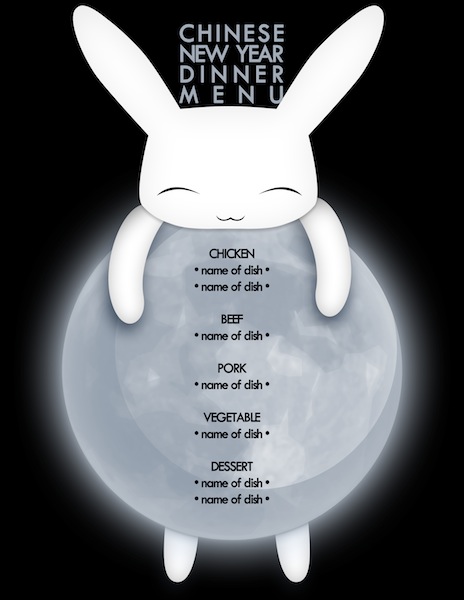 CHINESE
NEW YEAR
DINNER
MENU
CHICKEN
• name of dish •
• name of dish •
BEEF
• name of dish •
PORK
• name of dish •
VEGETABLE
• name of dish •
DESSERT
• name of dish •
• name of dish •